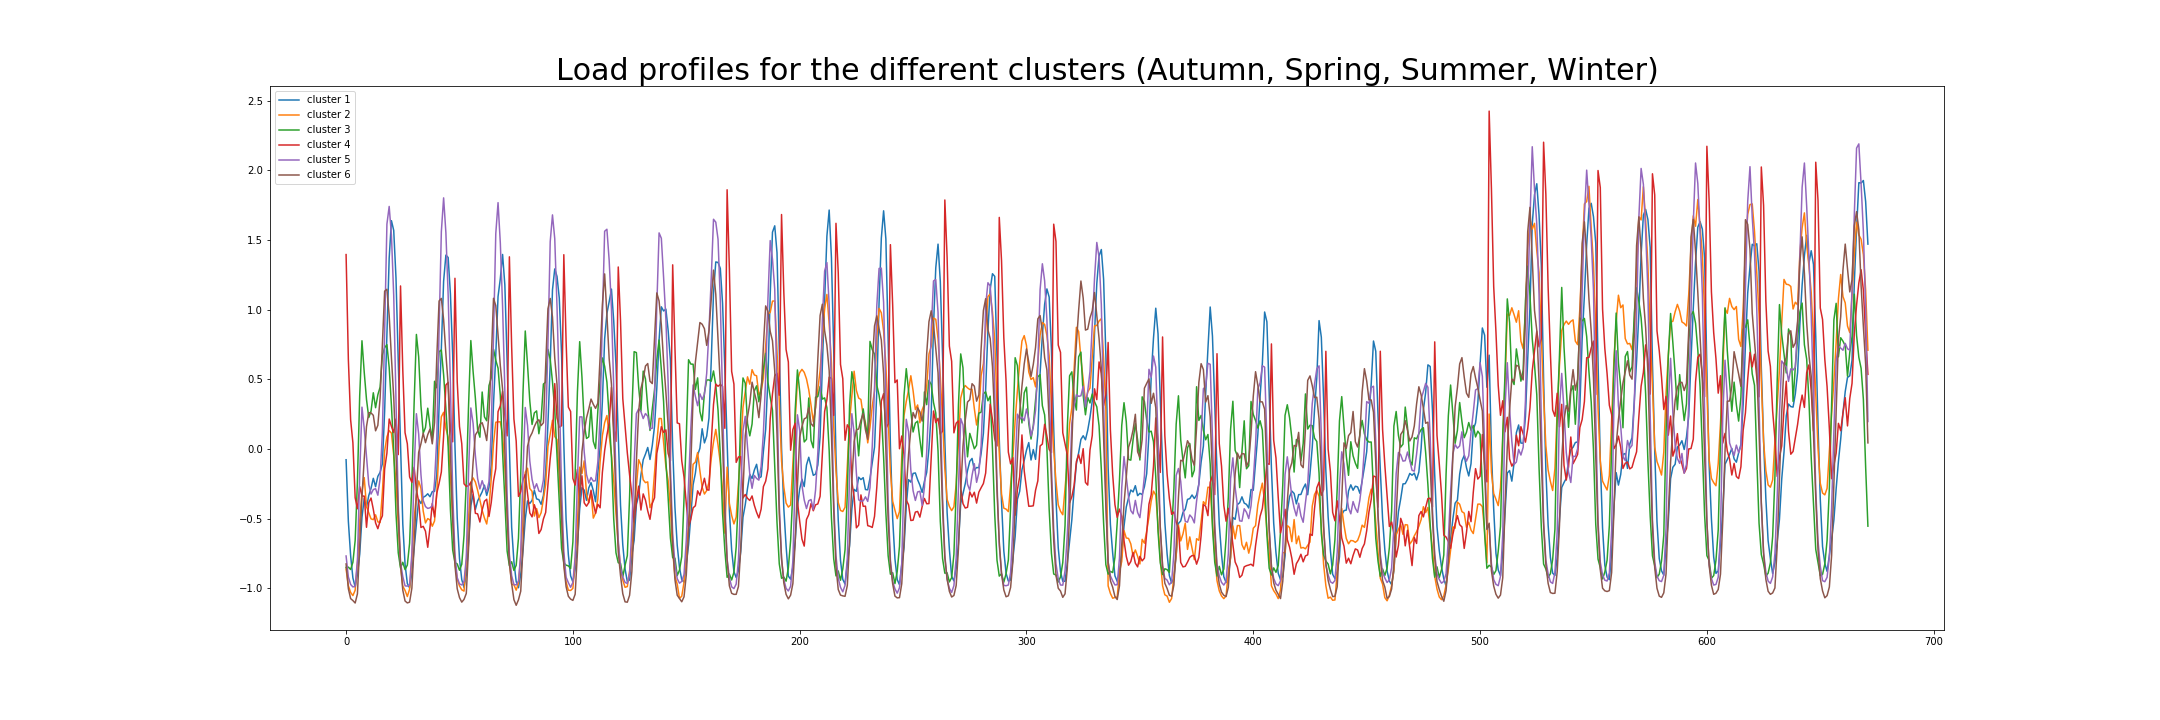 Load profiles for the different clusters (Autumn, Spring, Summer, Winter)
cluster 1
cluster 2
cluster 3
cluster 4
cluster 5
cluster 6
2.5
2.0
1.5
1.0
0.5
0.0
−0.5
−1.0
0 100 200 300 400 500 600 700